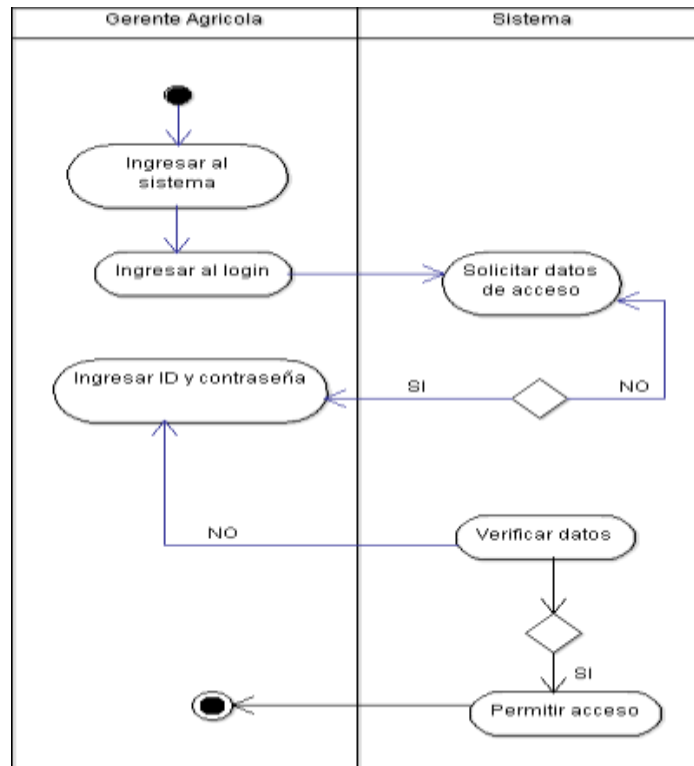 Gerente Agricola
Sistema
Ingresar al
sistema
Ingresar al login
Solicitar datos
de acceso
Ingresar ID y contraseña
SI
NO
NO
Verificar datos
SI
Permitir acceso